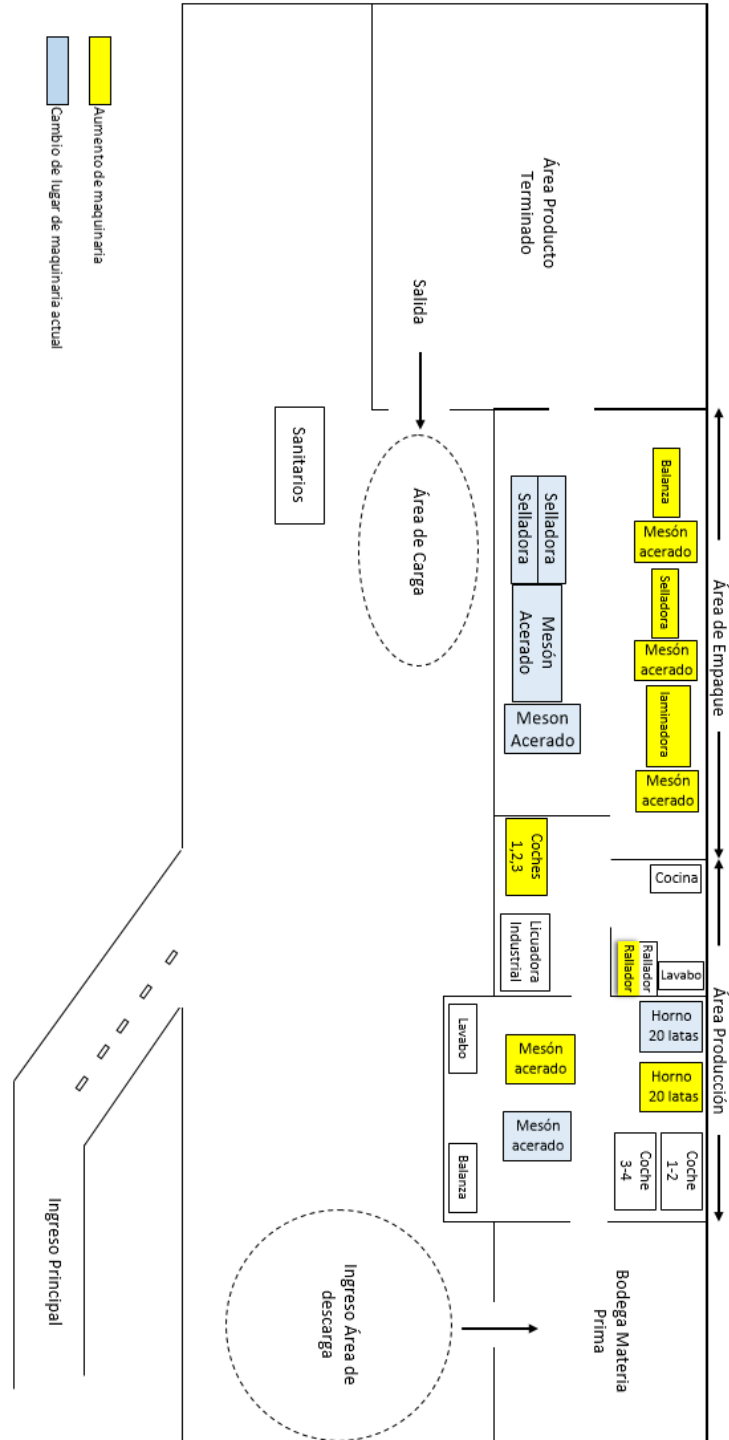 Área de Empaque
Área Producción
Balanza
Mesón
acerado
Selladora
Mesón
acerado
laminadora
Mesón
acerado
Cocina
Lavabo
Rallador
Rallador
Horno
20 latas
Horno
20 latas
Coche
1-2
Coche
3-4
Área Producto
Terminado
Selladora
Selladora
Mesón
Acerado
Meson
Acerado
Coches
1,2,3
Licuadora
Industrial
Mesón
acerado
Mesón
acerado
Bodega Materia
Prima
Lavabo
Balanza
Salida
Área de Carga
Ingreso Área de
descarga
Sanitarios
Aumento de maquinaria
Cambio de lugar de maquinaria actual
Ingreso Principal